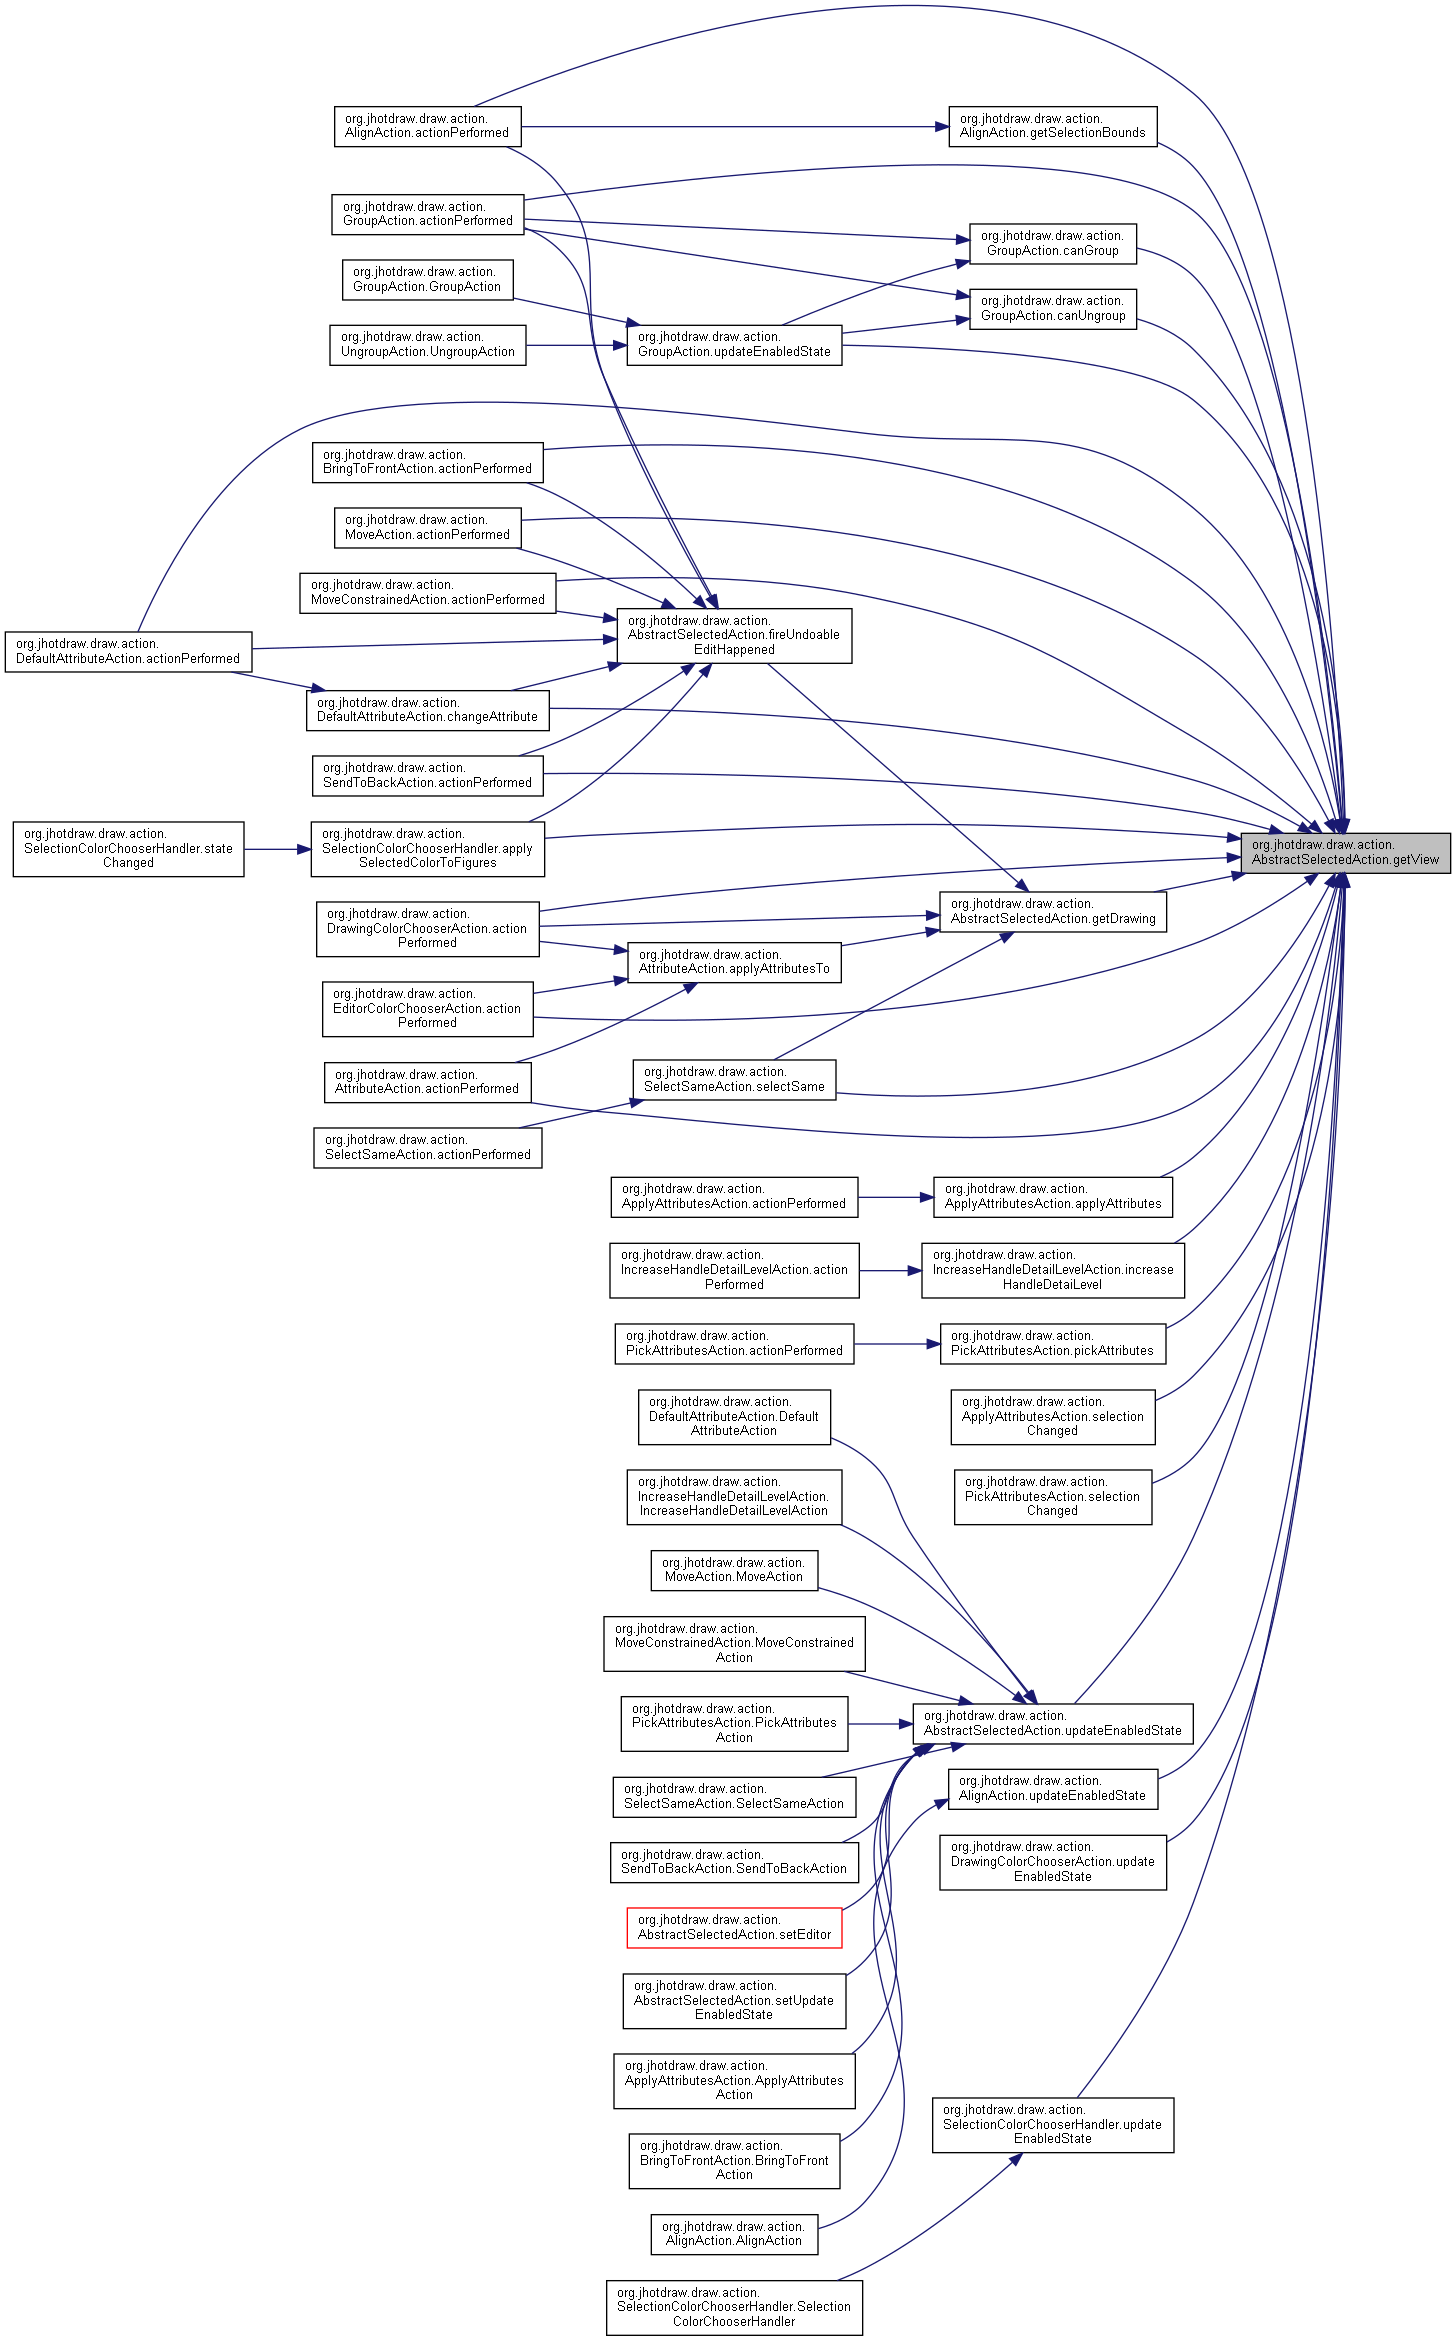 org.jhotdraw.draw.action.
AlignAction.actionPerformed
org.jhotdraw.draw.action.
AlignAction.getSelectionBounds
org.jhotdraw.draw.action.
GroupAction.actionPerformed
org.jhotdraw.draw.action.
GroupAction.canGroup
org.jhotdraw.draw.action.
GroupAction.GroupAction
org.jhotdraw.draw.action.
GroupAction.canUngroup
org.jhotdraw.draw.action.
UngroupAction.UngroupAction
org.jhotdraw.draw.action.
GroupAction.updateEnabledState
org.jhotdraw.draw.action.
BringToFrontAction.actionPerformed
org.jhotdraw.draw.action.
MoveAction.actionPerformed
org.jhotdraw.draw.action.
MoveConstrainedAction.actionPerformed
org.jhotdraw.draw.action.
AbstractSelectedAction.fireUndoable
EditHappened
org.jhotdraw.draw.action.
DefaultAttributeAction.actionPerformed
org.jhotdraw.draw.action.
DefaultAttributeAction.changeAttribute
org.jhotdraw.draw.action.
SendToBackAction.actionPerformed
org.jhotdraw.draw.action.
SelectionColorChooserHandler.state
Changed
org.jhotdraw.draw.action.
SelectionColorChooserHandler.apply
SelectedColorToFigures
org.jhotdraw.draw.action.
AbstractSelectedAction.getView
org.jhotdraw.draw.action.
DrawingColorChooserAction.action
Performed
org.jhotdraw.draw.action.
AbstractSelectedAction.getDrawing
org.jhotdraw.draw.action.
AttributeAction.applyAttributesTo
org.jhotdraw.draw.action.
EditorColorChooserAction.action
Performed
org.jhotdraw.draw.action.
AttributeAction.actionPerformed
org.jhotdraw.draw.action.
SelectSameAction.selectSame
org.jhotdraw.draw.action.
SelectSameAction.actionPerformed
org.jhotdraw.draw.action.
ApplyAttributesAction.actionPerformed
org.jhotdraw.draw.action.
ApplyAttributesAction.applyAttributes
org.jhotdraw.draw.action.
IncreaseHandleDetailLevelAction.action
Performed
org.jhotdraw.draw.action.
IncreaseHandleDetailLevelAction.increase
HandleDetaiLevel
org.jhotdraw.draw.action.
PickAttributesAction.actionPerformed
org.jhotdraw.draw.action.
PickAttributesAction.pickAttributes
org.jhotdraw.draw.action.
DefaultAttributeAction.Default
AttributeAction
org.jhotdraw.draw.action.
ApplyAttributesAction.selection
Changed
org.jhotdraw.draw.action.
IncreaseHandleDetailLevelAction.
IncreaseHandleDetailLevelAction
org.jhotdraw.draw.action.
PickAttributesAction.selection
Changed
org.jhotdraw.draw.action.
MoveAction.MoveAction
org.jhotdraw.draw.action.
MoveConstrainedAction.MoveConstrained
Action
org.jhotdraw.draw.action.
PickAttributesAction.PickAttributes
Action
org.jhotdraw.draw.action.
AbstractSelectedAction.updateEnabledState
org.jhotdraw.draw.action.
SelectSameAction.SelectSameAction
org.jhotdraw.draw.action.
AlignAction.updateEnabledState
org.jhotdraw.draw.action.
SendToBackAction.SendToBackAction
org.jhotdraw.draw.action.
DrawingColorChooserAction.update
EnabledState
org.jhotdraw.draw.action.
AbstractSelectedAction.setEditor
org.jhotdraw.draw.action.
AbstractSelectedAction.setUpdate
EnabledState
org.jhotdraw.draw.action.
ApplyAttributesAction.ApplyAttributes
Action
org.jhotdraw.draw.action.
SelectionColorChooserHandler.update
EnabledState
org.jhotdraw.draw.action.
BringToFrontAction.BringToFront
Action
org.jhotdraw.draw.action.
AlignAction.AlignAction
org.jhotdraw.draw.action.
SelectionColorChooserHandler.Selection
ColorChooserHandler